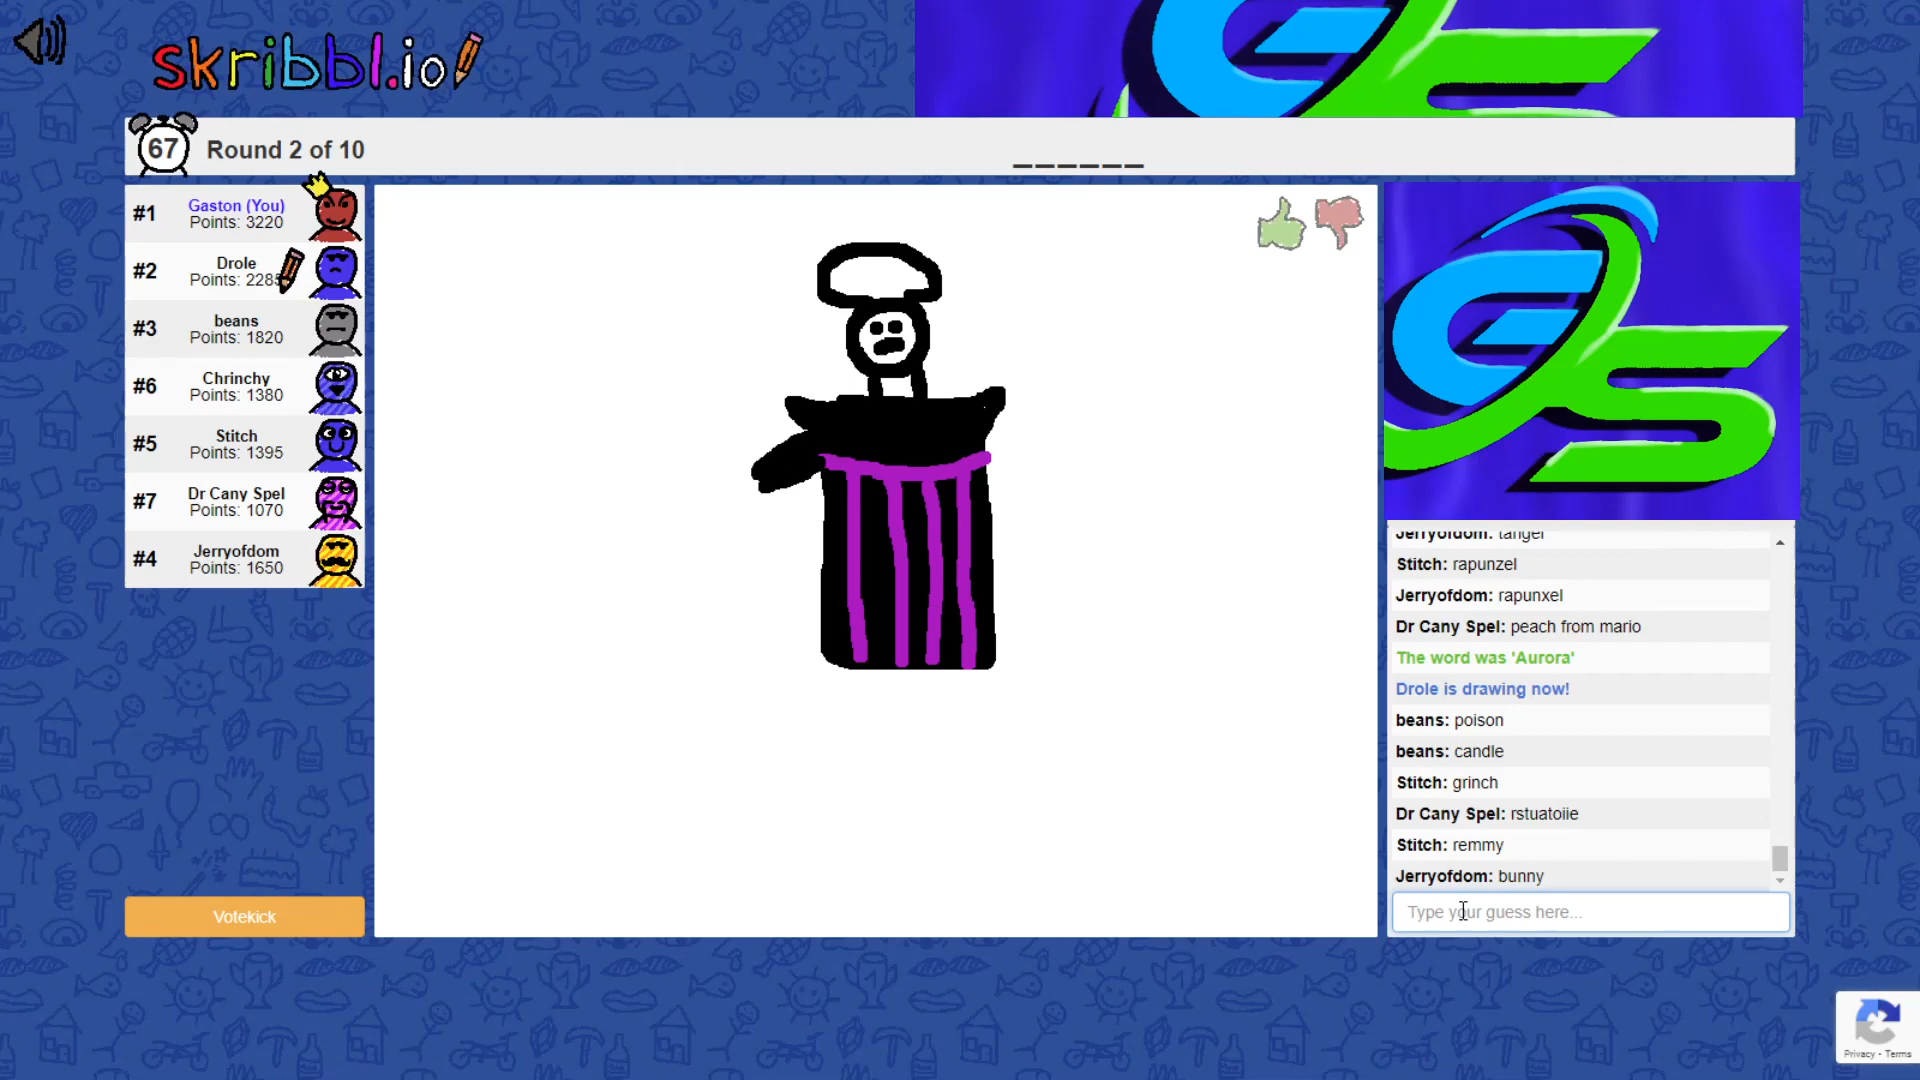 skribbl.io
67
Round 2 of 10
______
#1
Gaston (You)
Points: 3220
#2
Drole
Points: 2285
#3
beans
Points: 1820
#6
Chrinchy
Points: 1380
#5
Stitch
Points: 1395
#7
Dr Cany Spel
Points: 1070
#4
Jerryofdom
Points: 1650
Votekick
GS
Jerryofdom: tangel
Stitch: rapunzel
Jerryofdom: rapunxel
Dr Cany Spel: peach from mario
The word was 'Aurora'
Drole is drawing now!
beans: poison
beans: candle
Stitch: grinch
Dr Cany Spel: rstuatoiie
Stitch: remmy
Jerryofdom: bunny
Type your guess here...
Privacy - Terms